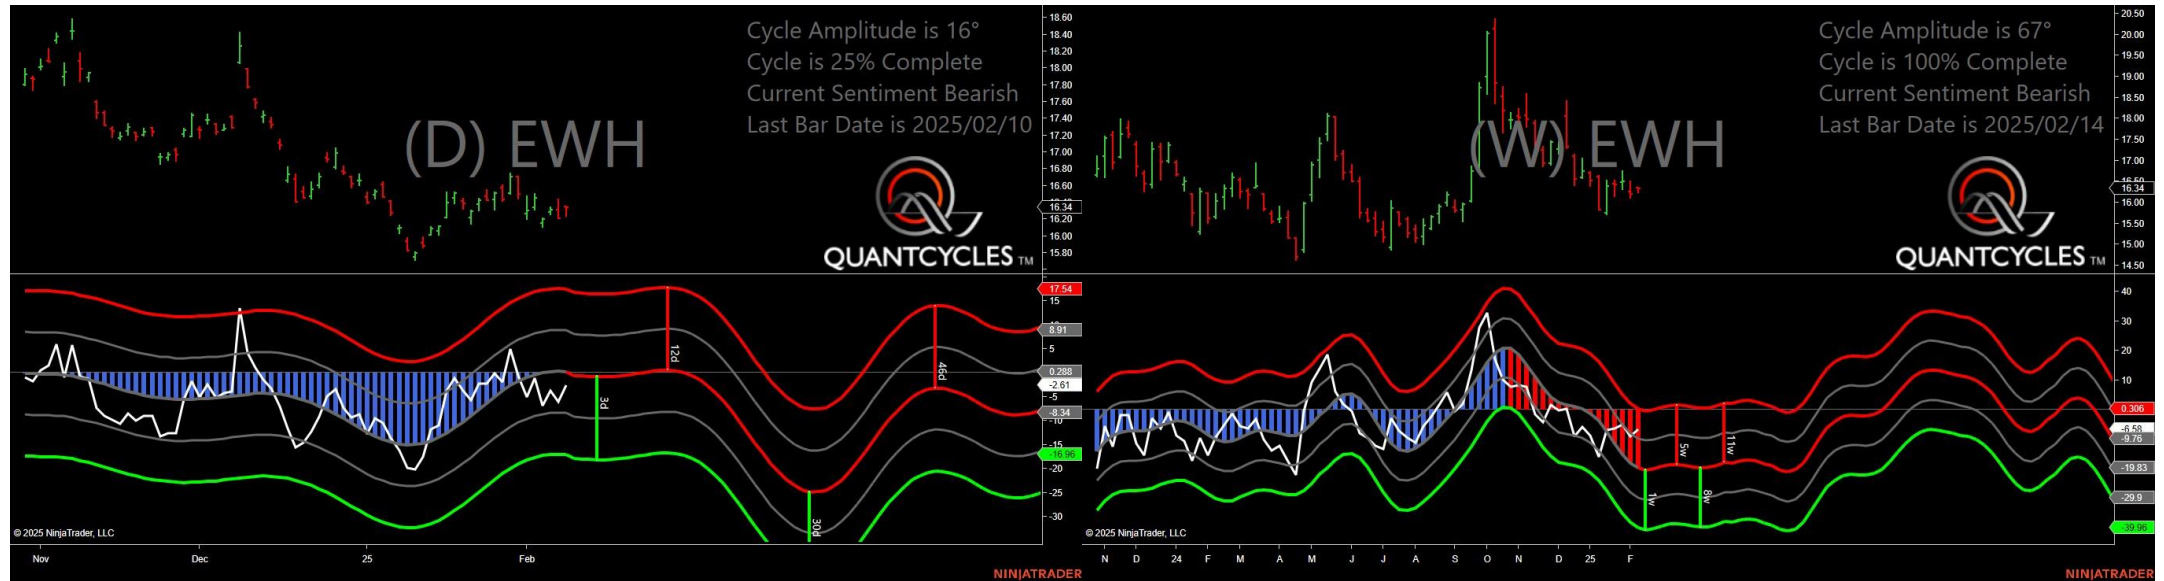 Cycle Amplitude is 16°
Cycle is 25% Complete
Current Sentiment Bearish
Last Bar Date is 2025/02/10
(D) EWH
QUANTCYCLES TM
18.60
18.40
18.20
18.00
17.80
17.60
17.40
17.20
17.00
16.80
16.60
16.34
16.20
16.00
15.80
17.54
15
8.91
5
0.288
-2.61
-5
-8.34
-10
-15
-16.96
-20
-25
-30
3d
12d
30d
46d
© 2025 NinjaTrader, LLC
Nov Dec 25 Feb
NINJATRADER
Cycle Amplitude is 67°
Cycle is 100% Complete
Current Sentiment Bearish
Last Bar Date is 2025/02/14
(W) EWH
QUANTCYCLES TM
20.50
20.00
19.50
19.00
18.50
18.00
17.50
17.00
16.34
16.00
15.50
15.00
14.50
40
30
20
10
0.306
-6.58
-9.76
-19.83
-29.9
-39.96
1w
5w
8w
11w
© 2025 NinjaTrader, LLC
N D 24 F M A M J J A S O N D 25 F
NINJATRADER